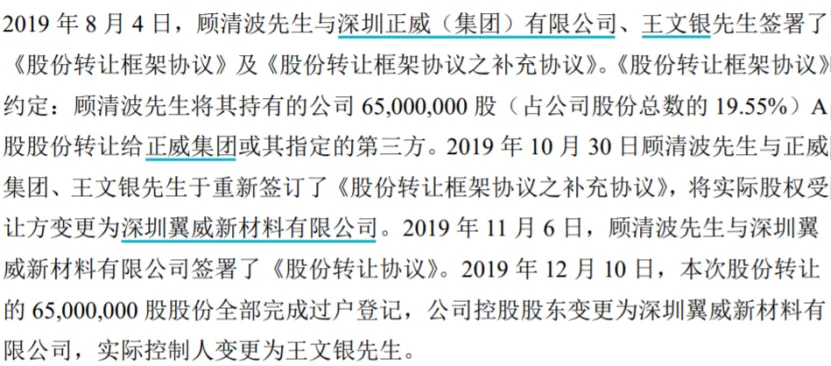 2019 年 8 月 4 日，顾清波先生与深圳正威（集团）有限公司、王文银先生签署了
《股份转让框架协议》及《股份转让框架协议之补充协议》。《股份转让框架协议》
约定：顾清波先生将其持有的公司 65,000,000 股（占公司股份总数的 19.55%）A
股股份转让给正威集团或其指定的第三方。2019 年 10 月 30 日顾清波先生与正威
集团、王文银先生于重新签订了《股份转让框架协议之补充协议》，将实际股权受
让方变更为深圳翼威新材料有限公司。2019 年 11 月 6 日，顾清波先生与深圳翼
威新材料有限公司签署了《股份转让协议》。2019 年 12 月 10 日，本次股份转让
的 65,000,000 股股份全部完成过户登记，公司控股股东变更为深圳翼威新材料有
限公司，实际控制人变更为王文银先生。